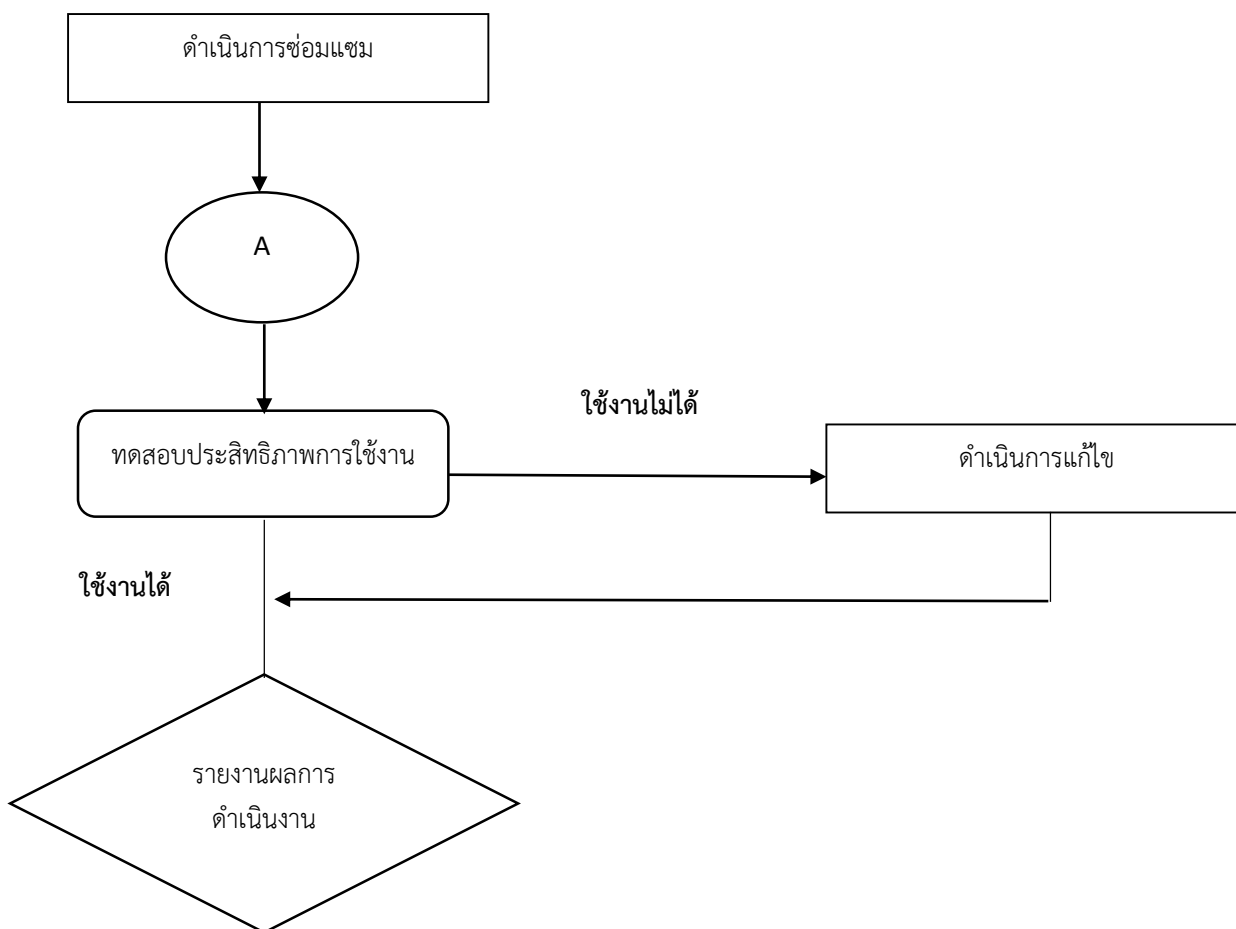 ดำเนินการซ่อมแซม
A
ใช้งานไม่ได้
ทดสอบประสิทธิภาพการใช้งาน
ดำเนินการแก้ไข
ใช้งานได้
รายงานผลการ
ดำเนินงาน